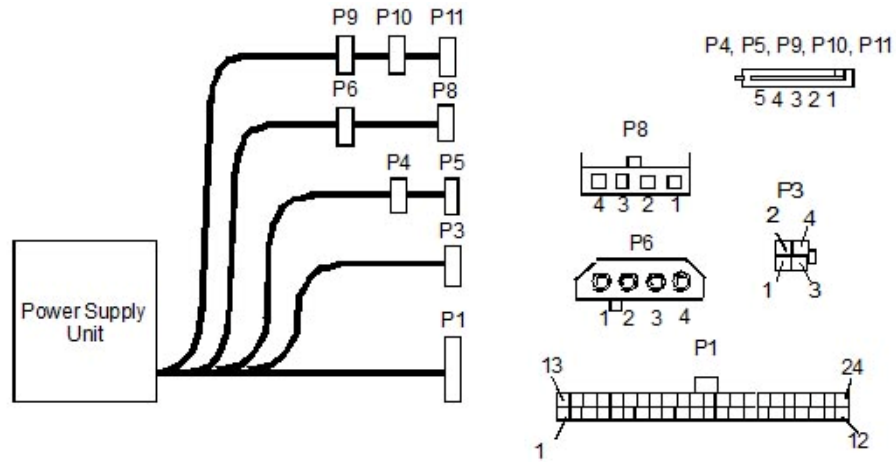 P9 P10 P11
P6 P8
P4 P5
P3
P1
Power Supply
Unit
P4, P5, P9, P10, P11
5 4 3 2 1
P8
4 3 2 1
P3
2 4
1 3
P6
1 2 3 4
P1
13 24
1 12